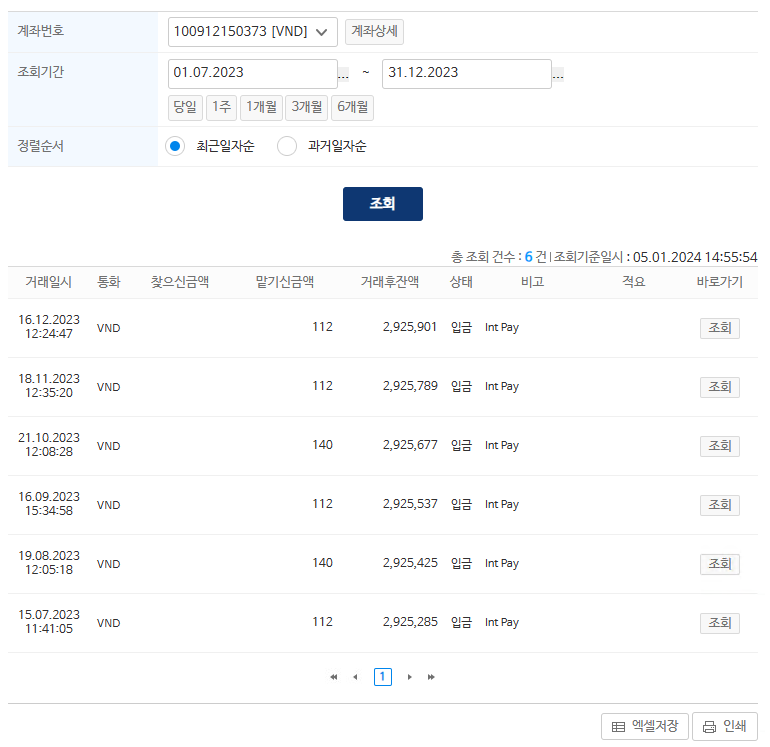 계좌번호 100912150373 [VND] 계좌상세
조회기간 01.07.2023 ... ~ 31.12.2023 ...
당일 1주 1개월 3개월 6개월
정렬순서 최근일자순 과거일자순
조회
총 조회 건수 : 6 건 | 조회기준일시 : 05.01.2024 14:55:54
거래일시 통화 찾으신금액 맡기신금액 거래후잔액 상태 비고 적요 바로가기
16.12.2023
12:24:47 VND 112 2,925,901 입금 Int Pay 조회
18.11.2023
12:35:20 VND 112 2,925,789 입금 Int Pay 조회
21.10.2023
12:08:28 VND 140 2,925,677 입금 Int Pay 조회
16.09.2023
15:34:58 VND 112 2,925,537 입금 Int Pay 조회
19.08.2023
12:05:18 VND 140 2,925,425 입금 Int Pay 조회
15.07.2023
11:41:05 VND 112 2,925,285 입금 Int Pay 조회
1
엑셀저장 인쇄